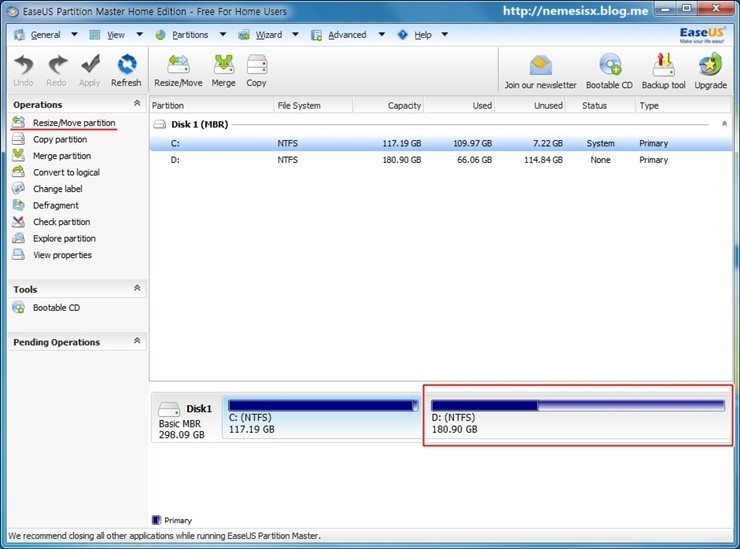 EaseUS Partition Master Home Edition - Free For Home Users
http://nemesisx.blog.me
General View Partitions Wizard Advanced Help
EaseUS
Make your life easy!
Undo Redo Apply Refresh Resize/Move Merge Copy Join our newsletter Bootable CD Backup tool Upgrade
Operations
Resize/Move partition
Copy partition
Merge partition
Convert to logical
Change label
Defragment
Check partition
Explore partition
View properties
Tools
Bootable CD
Pending Operations
Partition File System Capacity Used Unused Status Type
Disk 1 (MBR)
C: NTFS 117.19 GB 109.97 GB 7.22 GB System Primary
D: NTFS 180.90 GB 66.06 GB 114.84 GB None Primary
Disk1
Basic MBR
298.09 GB
C: (NTFS)
117.19 GB
D: (NTFS)
180.90 GB
Primary
We recommend closing all other applications while running EaseUS Partition Master.